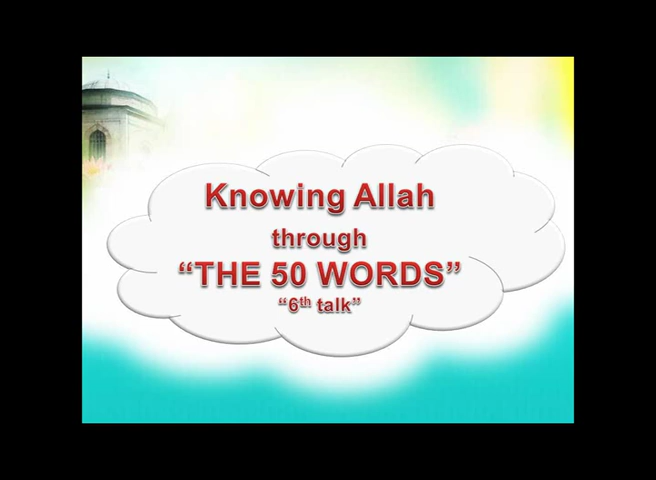 Knowing Allah
through
“THE 50 WORDS”
“6th talk”